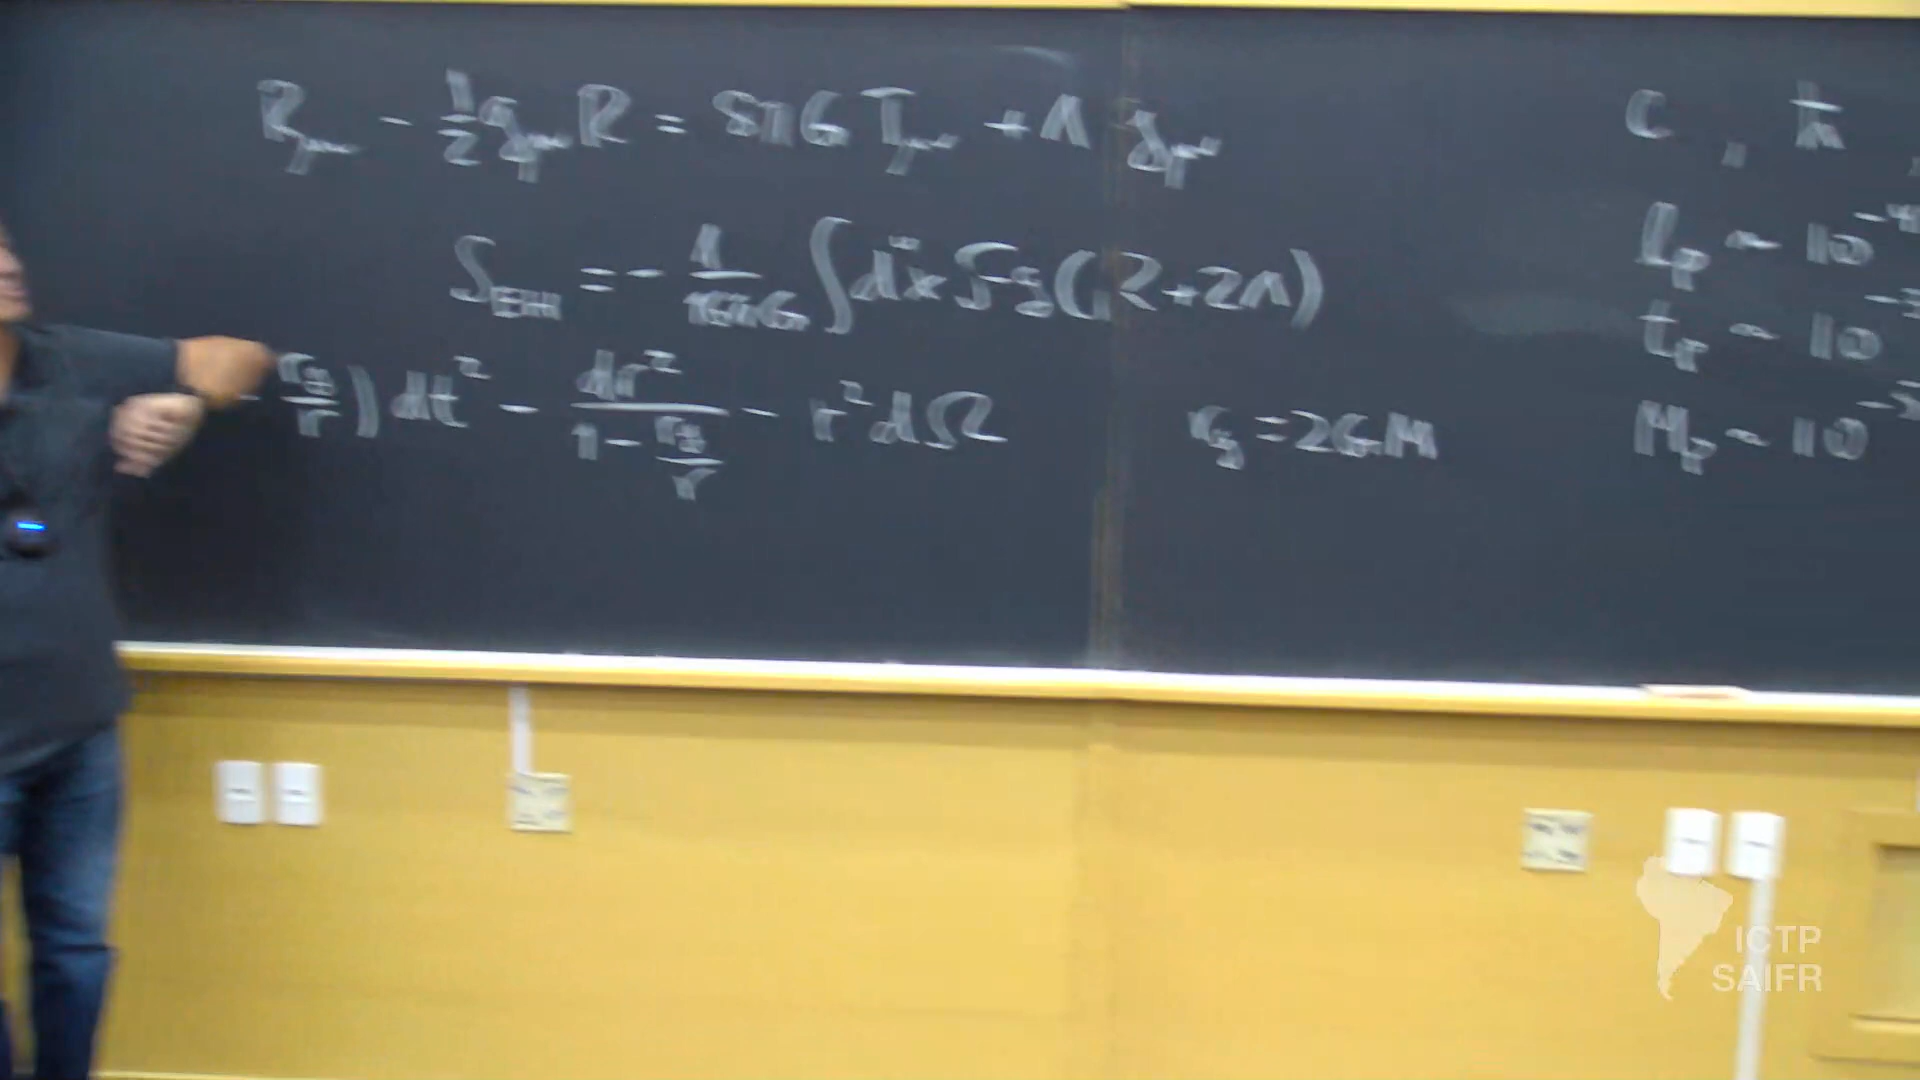 R_μν - 1/2 g_μν R = 8πG T_μν + Λ g_μν
S_EH = - 1/16πG ∫ d⁴x √-g (R + 2Λ)
r_g/r) dt² - dr²/(1 - r_g/r) - r² dΩ
r_g = 2GM
c , ħ
l_p ~ 10
t_p ~ 10
M_p ~ 10
ICTP
SAIFR